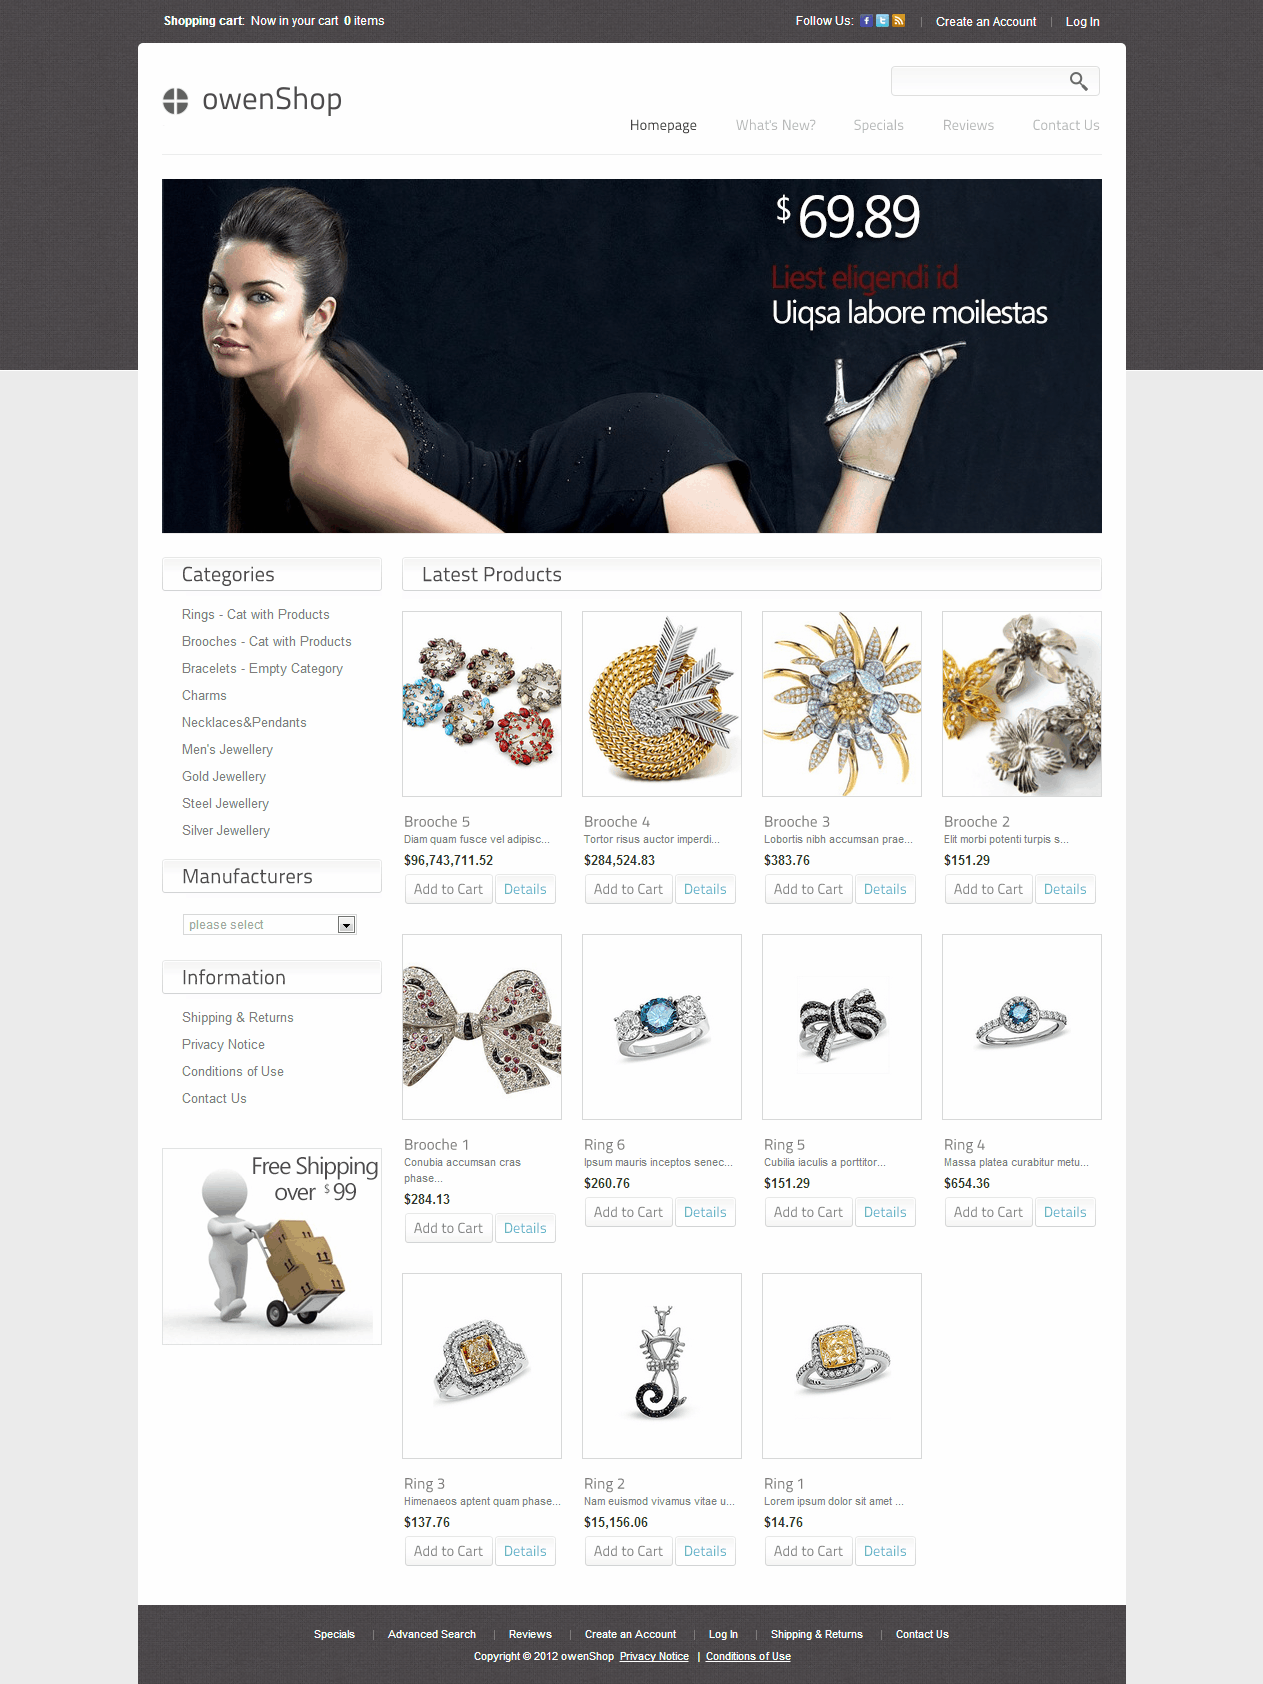 Shopping cart: Now in your cart 0 items
Follow Us: Create an Account Log In
owenShop
Homepage What's New? Specials Reviews Contact Us
$ 69.89
Liest eligendi id
Uiqsa labore moilestas
Categories
Rings - Cat with Products
Brooches - Cat with Products
Bracelets - Empty Category
Charms
Necklaces&Pendants
Men's Jewellery
Gold Jewellery
Steel Jewellery
Silver Jewellery
Manufacturers
please select
Information
Shipping & Returns
Privacy Notice
Conditions of Use
Contact Us
Free Shipping
over $ 99
Latest Products
Brooche 5
Diam quam fusce vel adipisc...
$96,743,711.52
Add to Cart Details
Brooche 4
Tortor risus auctor imperdi...
$284,524.83
Add to Cart Details
Brooche 3
Lobortis nibh accumsan prae...
$383.76
Add to Cart Details
Brooche 2
Elit morbi potenti turpis s...
$151.29
Add to Cart Details
Brooche 1
Conubia accumsan cras
phase...
$284.13
Add to Cart Details
Ring 6
Ipsum mauris inceptos senec...
$260.76
Add to Cart Details
Ring 5
Cubilia iaculis a porttitor...
$151.29
Add to Cart Details
Ring 4
Massa platea curabitur metu...
$654.36
Add to Cart Details
Ring 3
Himenaeos aptent quam phase...
$137.76
Add to Cart Details
Ring 2
Nam euismod vivamus vitae u...
$15,156.06
Add to Cart Details
Ring 1
Lorem ipsum dolor sit amet ...
$14.76
Add to Cart Details
Specials Advanced Search Reviews Create an Account Log In Shipping & Returns Contact Us
Copyright © 2012 owenShop Privacy Notice | Conditions of Use